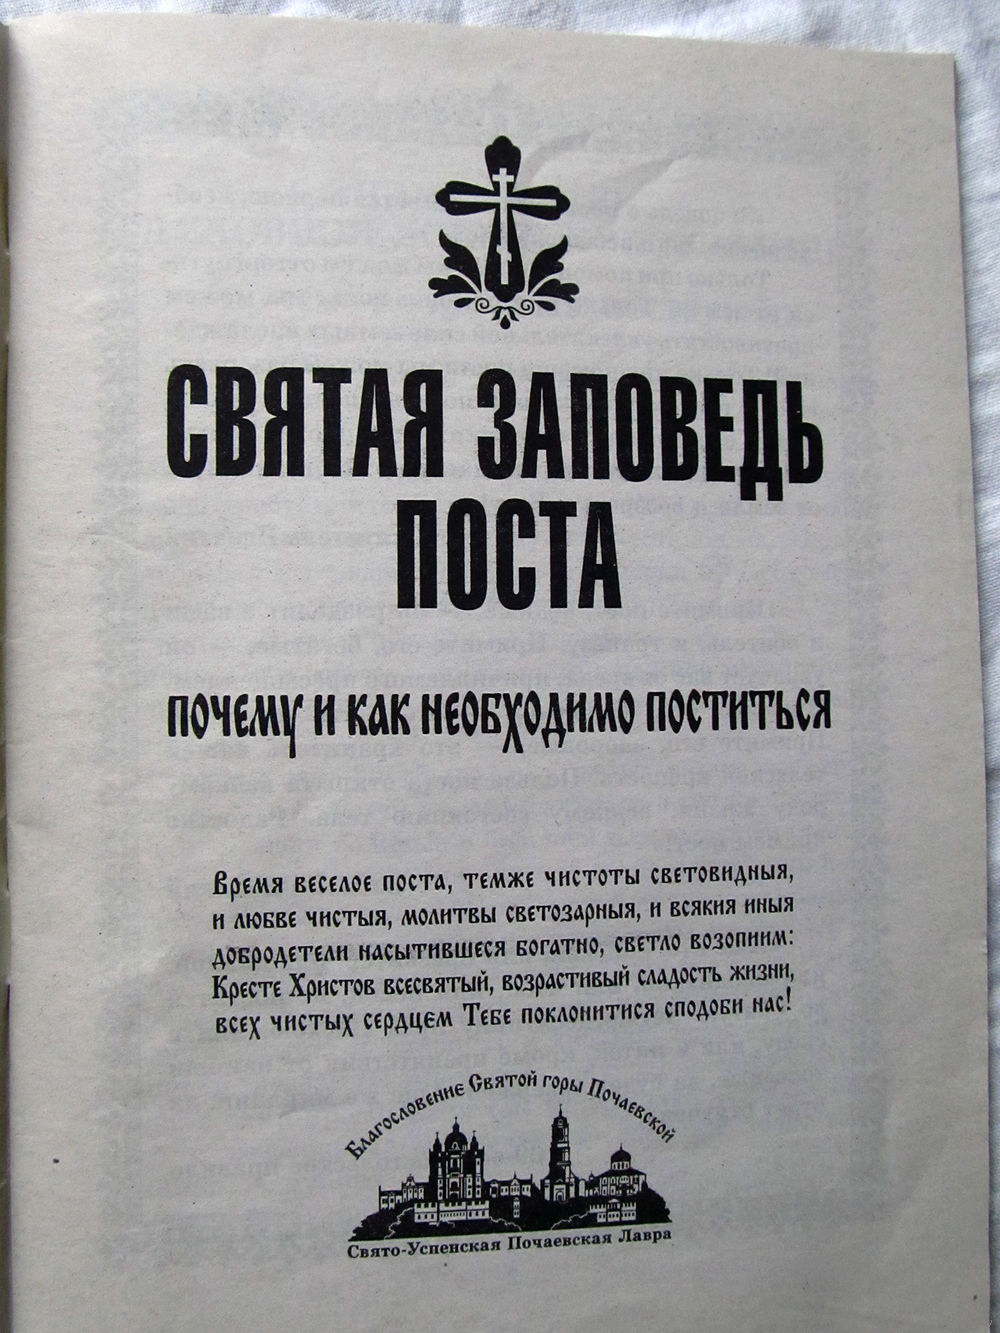 СВЯТАЯ ЗАПОВЕДЬ
ПОСТА
ПОЧЕМУ И КАК НЕОБХОДИМО ПОСТИТЬСЯ
Время веселое поста, темже чистоты световидныя,
и любве чистыя, молитвы светозарныя, и всякия иныя
добродетели насытившеся богатно, светло возопиим:
Кресте Христов всесвятый, возрастивый сладость жизни,
всех чистых сердцем Тебе поклонитися сподоби нас!
Благословение Святой горы Почаевской
Свято-Успенская Почаевская Лавра